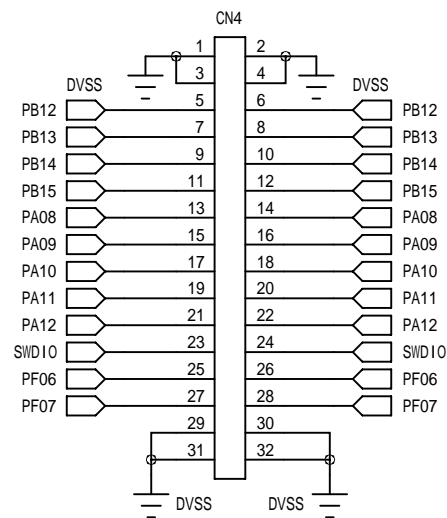 CN4
1 2
3 4
DVSS DVSS
PB12 5 6 PB12
PB13 7 8 PB13
PB14 9 10 PB14
PB15 11 12 PB15
PA08 13 14 PA08
PA09 15 16 PA09
PA10 17 18 PA10
PA11 19 20 PA11
PA12 21 22 PA12
SWDIO 23 24 SWDIO
PF06 25 26 PF06
PF07 27 28 PF07
29 30
31 32
DVSS DVSS